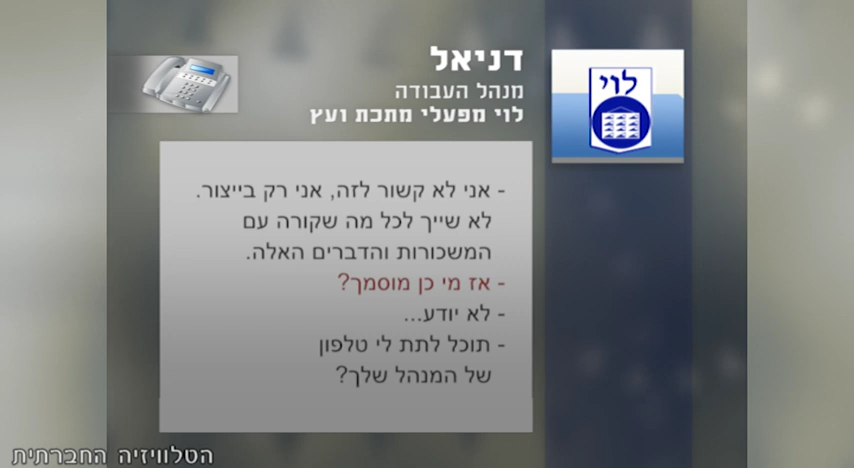 דניאל
מנהל העבודה
לוי מפעלי מתכת ועץ
לוי
- אני לא קשור לזה, אני רק בייצור.
לא שייך לכל מה שקורה עם
המשכורות והדברים האלה.
- אז מי כן מוסמך?
- לא יודע...
- תוכל לתת לי טלפון
של המנהל שלך?
הטלוויזיה החברתית